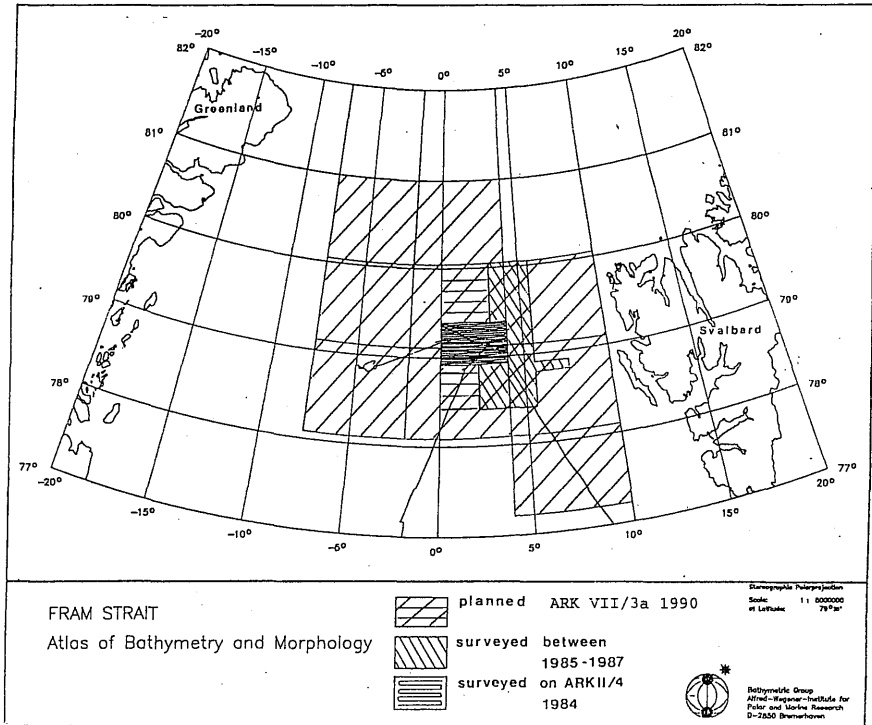 -20° -15° -10° -5° 0° 5° 10° 15° 20°
82° 82°
Greenland
81° 81°
80° 80°
79° 79°
Svalbard
78° 78°
77° 77°
-20° -15° -10° -5° 0° 5° 10° 15° 20°
FRAM STRAIT
Atlas of Bathymetry and Morphology
planned ARK VII/3a 1990
surveyed between
1985-1987
surveyed on ARKII/4
1984
Stereographic Polarprojection
Scale: 1: 5000000
at Latitude:
Bathymetric Group
Alfred-Wegener-Institute for
Polar and Marine Research
D-2850 Bremerhaven